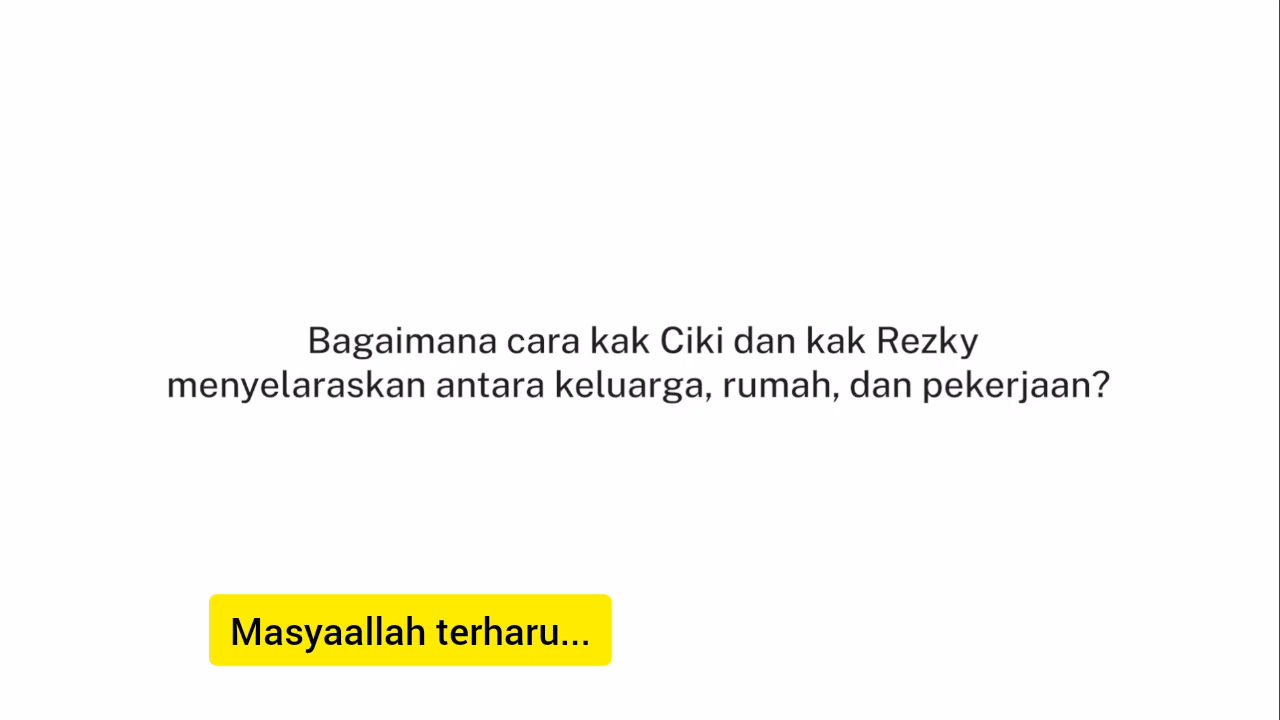 Bagaimana cara kak Ciki dan kak Rezky
menyelaraskan antara keluarga, rumah, dan pekerjaan?
Masyaallah terharu...